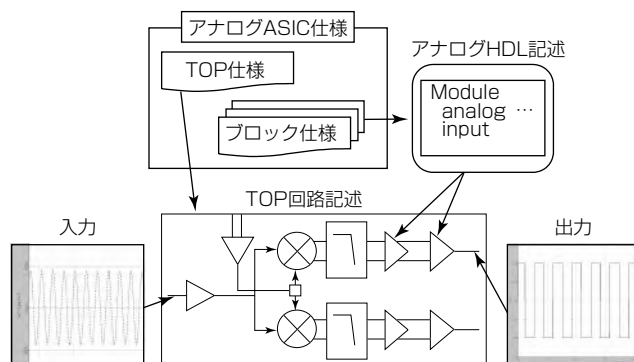 アナログASIC仕様
TOP仕様
ブロック仕様
アナログHDL記述
Module
analog …
input
TOP回路記述
入力
出力